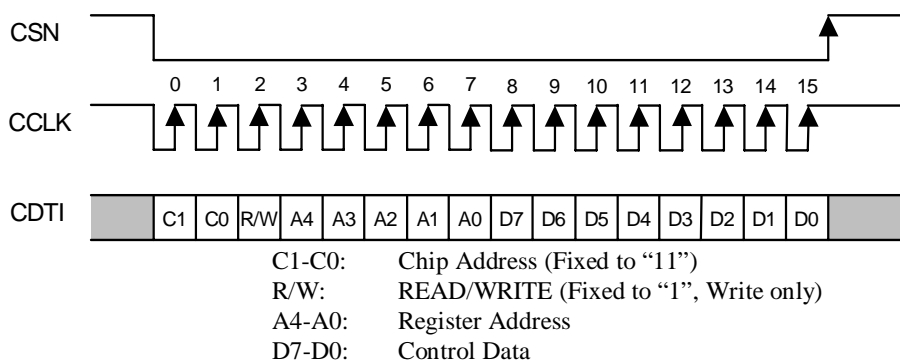 CSN
0 1 2 3 4 5 6 7 8 9 10 11 12 13 14 15
CCLK
CDTI C1 C0 R/W A4 A3 A2 A1 A0 D7 D6 D5 D4 D3 D2 D1 D0
C1-C0: Chip Address (Fixed to “11”)
R/W: READ/WRITE (Fixed to “1”, Write only)
A4-A0: Register Address
D7-D0: Control Data